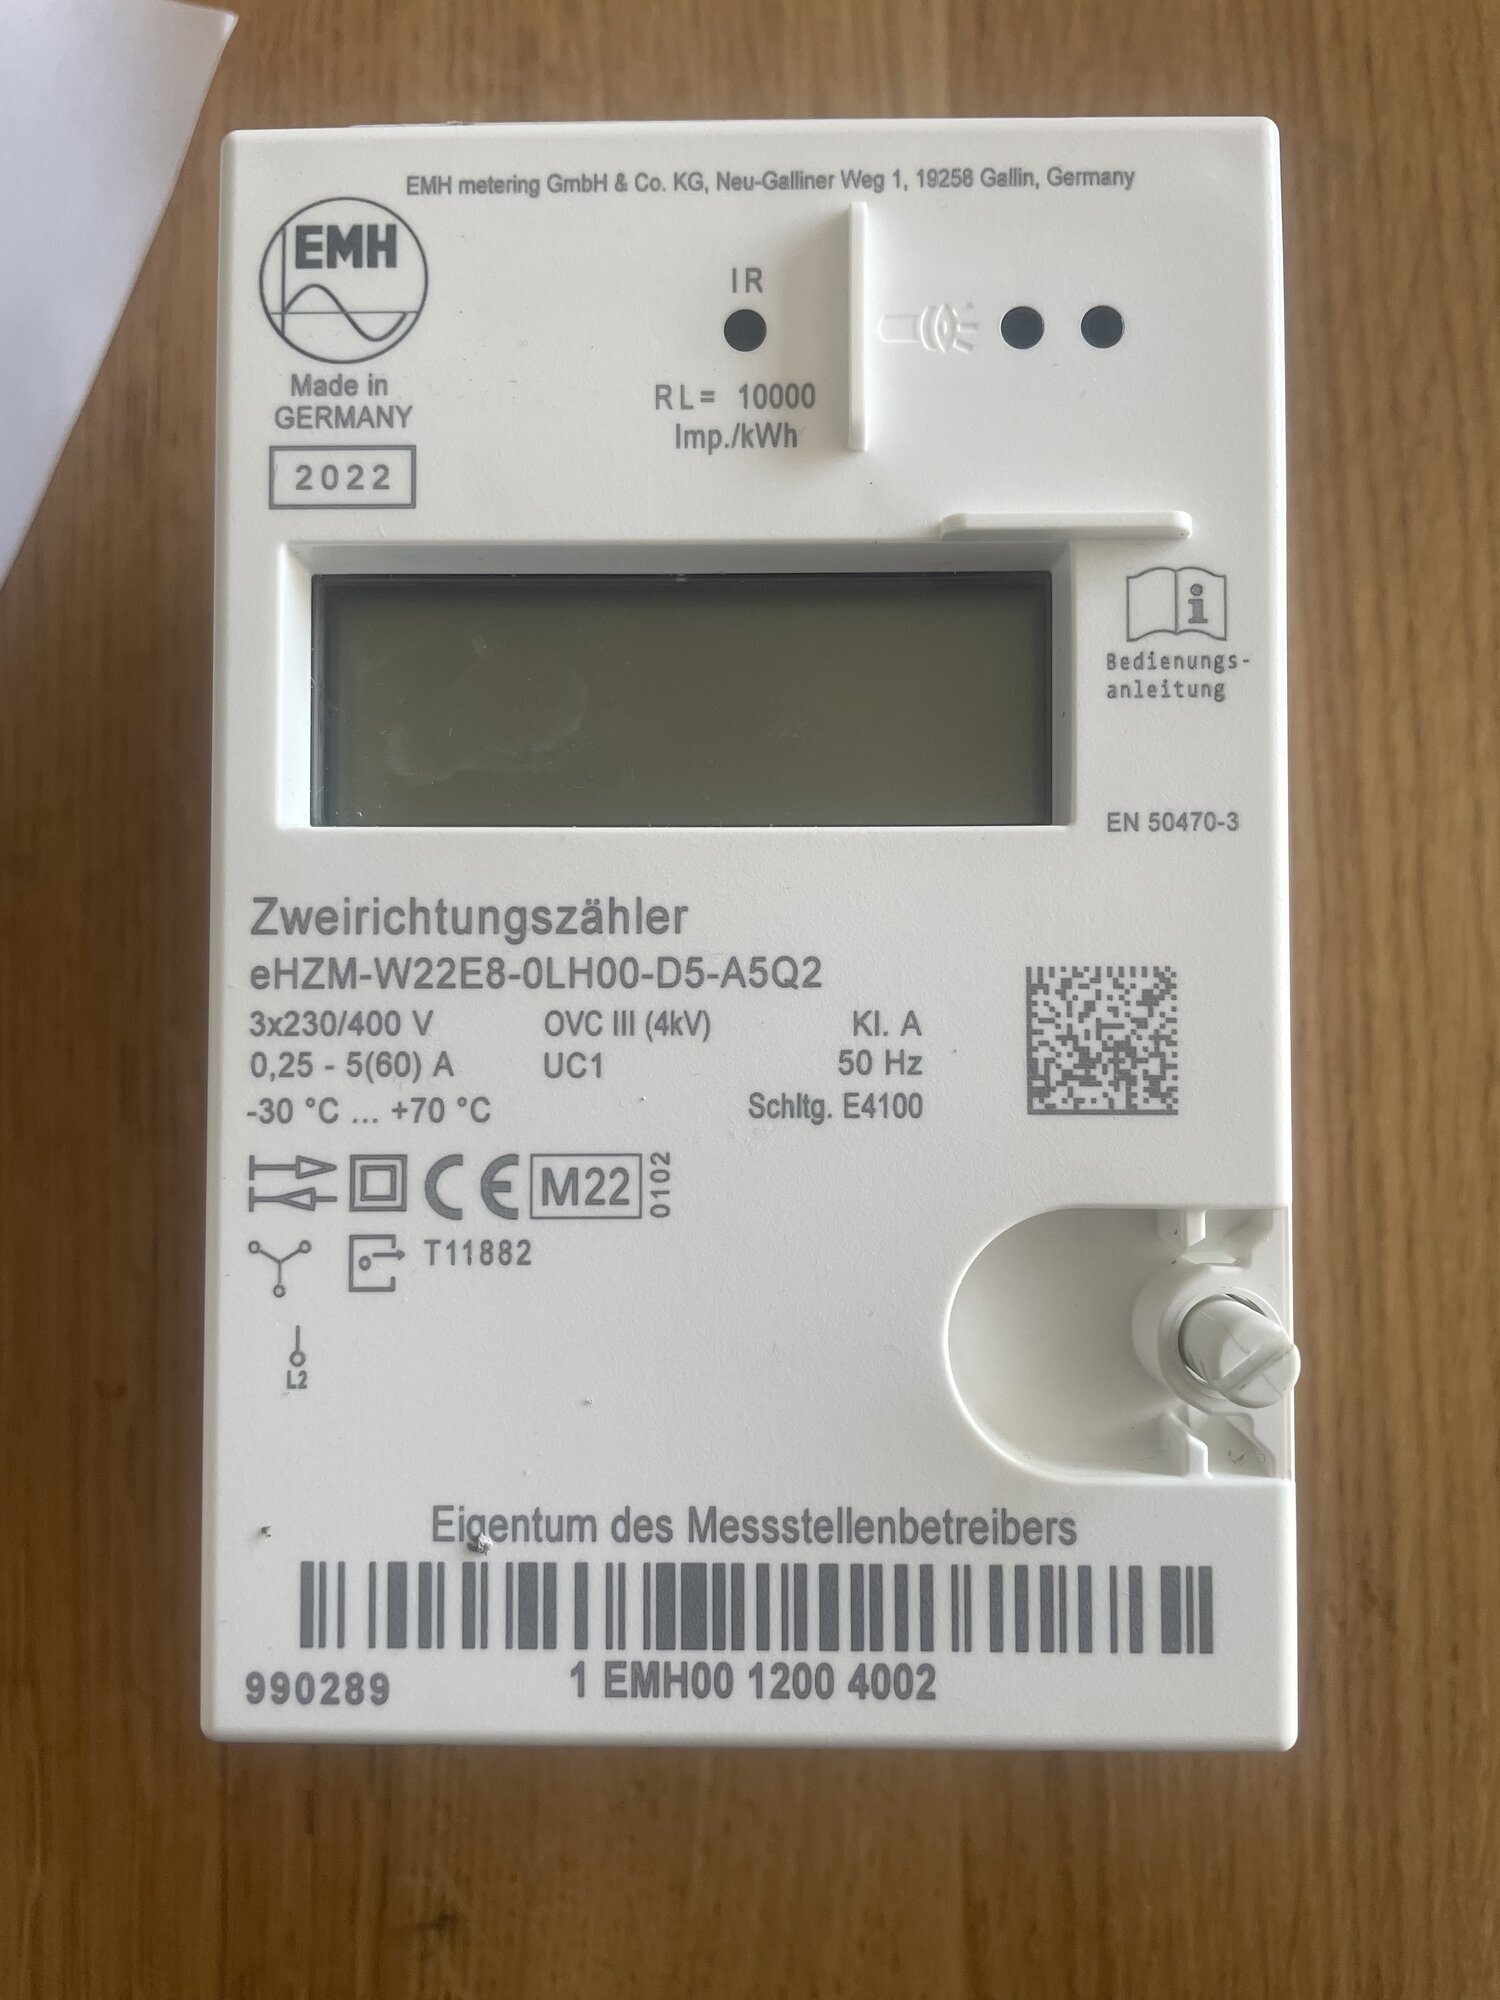 EMH metering GmbH & Co. KG, Neu-Galliner Weg 1, 19258 Gallin, Germany
EMH
IR
Made in
GERMANY
RL= 10000
Imp./kWh
2022
i
Bedienungs-
anleitung
EN 50470-3
Zweirichtungszähler
eHZM-W22E8-0LH00-D5-A5Q2
3x230/400 V OVC III (4kV) Kl. A
0,25 - 5(60) A UC1 50 Hz
-30 °C ... +70 °C Schltg. E4100
CE M22 0102
T11882
L2
Eigentum des Messstellenbetreibers
990289 1 EMH00 1200 4002